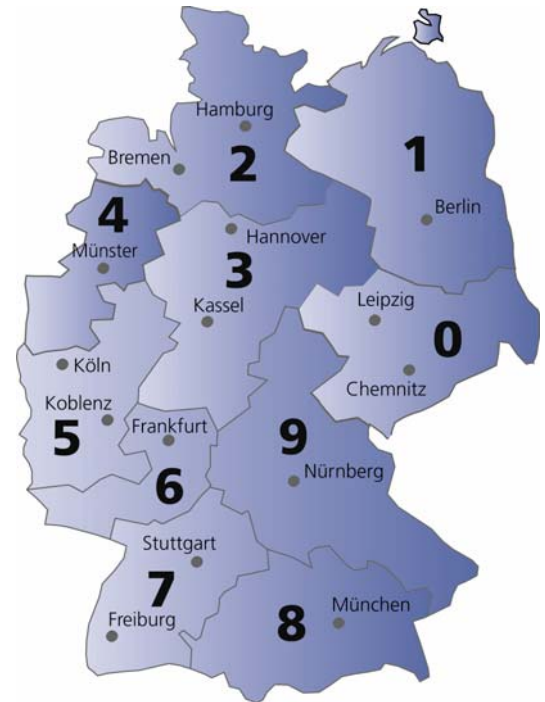 Hamburg
1
Bremen
2
4
Berlin
Münster
Hannover
3
Leipzig
Kassel
0
Köln
Chemnitz
Koblenz
Frankfurt
9
5
Nürnberg
6
Stuttgart
7
München
Freiburg
8